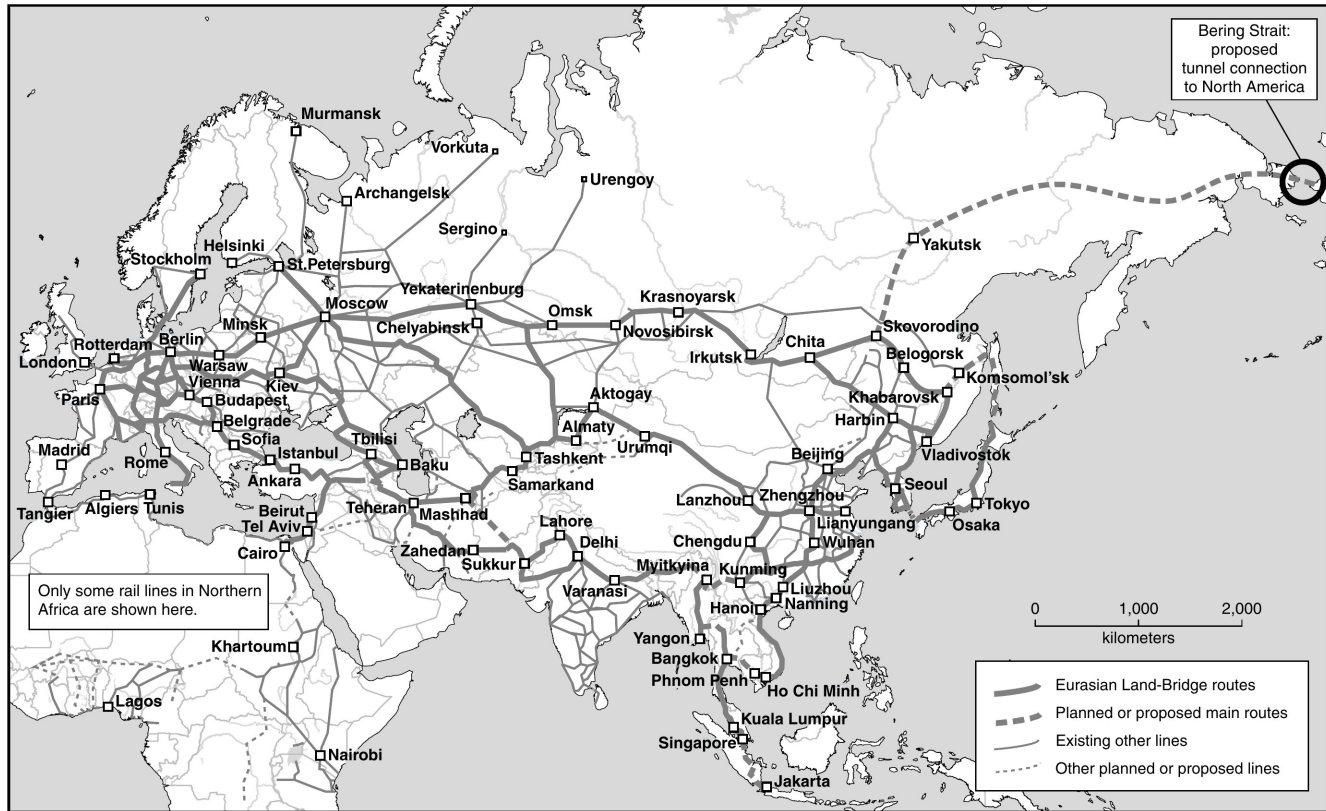 Bering Strait:
proposed
tunnel connection
to North America
Murmansk
Vorkuta
Urengoy
Archangelsk
Sergino
Yakutsk
Helsinki
Stockholm
St.Petersburg
Yekaterinenburg
Krasnoyarsk
Moscow
Omsk
Skovorodino
Minsk
Chelyabinsk
Novosibirsk
Chita
Berlin
Rotterdam
Irkutsk
Belogorsk
London
Warsaw
Vienna
Kiev
Komsomol'sk
Paris
Budapest
Aktogay
Khabarovsk
Belgrade
Almaty
Harbin
Sofia
Tbilisi
Urumqi
Madrid
Istanbul
Beijing
Vladivostok
Rome
Baku
Tashkent
Ankara
Samarkand
Seoul
Tangier
Algiers
Tunis
Teheran
Mashhad
Lanzhou
Zhengzhou
Tokyo
Beirut
Tel Aviv
Lahore
Lianyungang
Osaka
Cairo
Zahedan
Delhi
Chengdu
Wuhan
Sukkur
Myitkyina
Kunming
Varanasi
Liuzhou
Nanning
Hanoi
Only some rail lines in Northern
Africa are shown here.
0 1,000 2,000
kilometers
Khartoum
Yangon
Bangkok
Phnom Penh
Ho Chi Minh
Lagos
Kuala Lumpur
Singapore
Nairobi
Jakarta
Eurasian Land-Bridge routes
Planned or proposed main routes
Existing other lines
Other planned or proposed lines